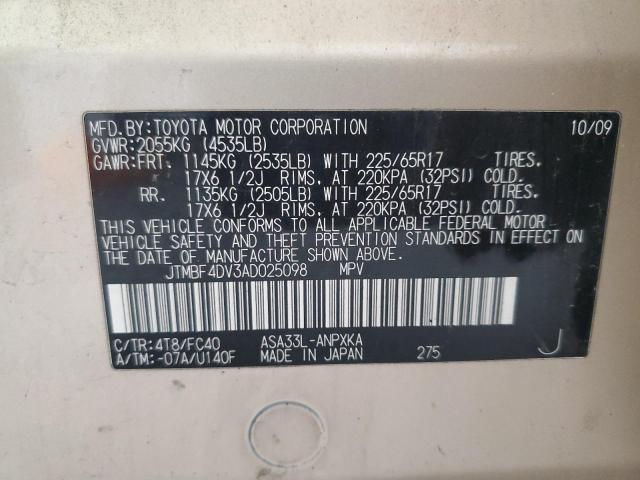 MFD.BY:TOYOTA MOTOR CORPORATION 10/09
GVWR:2055KG (4535LB)
GAWR:FRT. 1145KG (2535LB) WITH 225/65R17 TIRES.
17X6 1/2J RIMS, AT 220KPA (32PSI) COLD.
RR. 1135KG (2505LB) WITH 225/65R17 TIRES.
17X6 1/2J RIMS, AT 220KPA (32PSI) COLD.
THIS VEHICLE CONFORMS TO ALL APPLICABLE FEDERAL MOTOR
VEHICLE SAFETY AND THEFT PREVENTION STANDARDS IN EFFECT ON
THE DATE OF MANUFACTURE SHOWN ABOVE.
JTMBF4DV3AD025098 MPV
C/TR:4T8/FC40 ASA33L-ANPXKA
A/TM:-07A/U140F MADE IN JAPAN 275 J